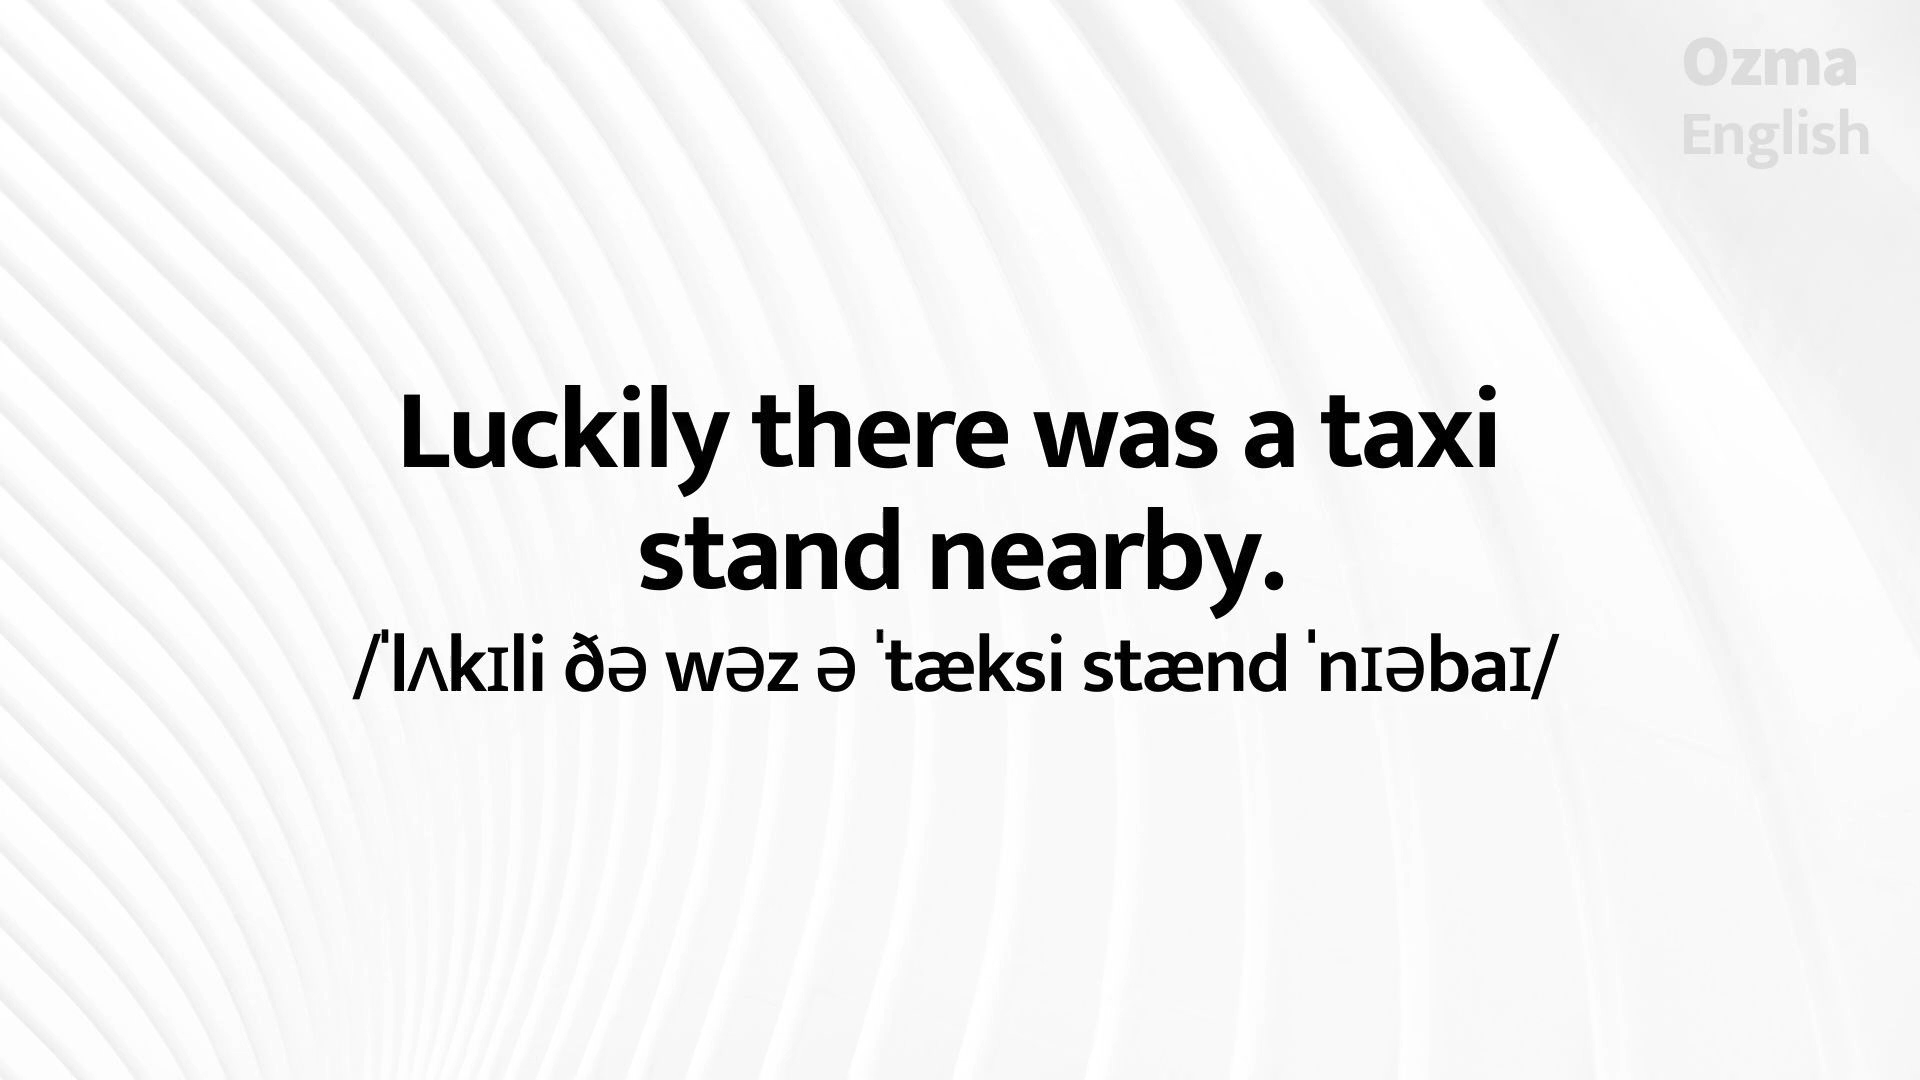 Ozma
English
Luckily there was a taxi
stand nearby.
/ˈlʌkɪli ðə wəz ə ˈtæksi stænd ˈnɪəbaɪ/